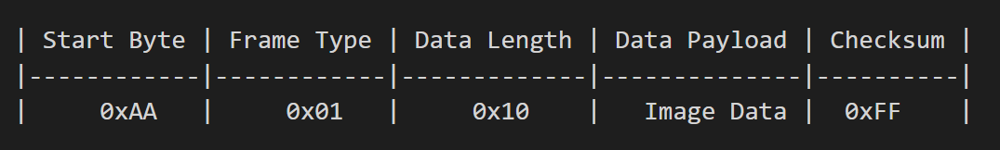 | Start Byte | Frame Type | Data Length | Data Payload | Checksum |
|------------|------------|-------------|--------------|----------|
|     0xAA   |     0x01   |     0x10    |   Image Data |  0xFF    |